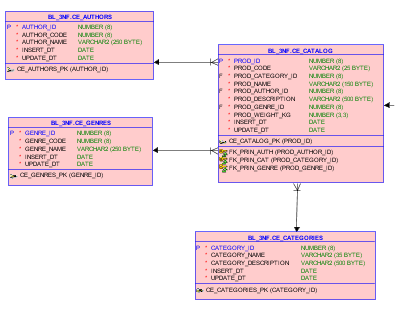 BL_3NF.CE_AUTHORS
P * AUTHOR_ID NUMBER (8)
* AUTHOR_CODE NUMBER (8)
* AUTHOR_NAME VARCHAR2 (250 BYTE)
* INSERT_DT DATE
* UPDATE_DT DATE
CE_AUTHORS_PK (AUTHOR_ID)
BL_3NF.CE_CATALOG
P * PROD_ID NUMBER (8)
* PROD_CODE VARCHAR2 (25 BYTE)
F * PROD_CATEGORY_ID NUMBER (8)
* PROD_NAME VARCHAR2 (150 BYTE)
F * PROD_AUTHOR_ID NUMBER (8)
* PROD_DESCRIPTION VARCHAR2 (500 BYTE)
F * PROD_GENRE_ID NUMBER (8)
* PROD_WEIGHT_KG NUMBER (3,3)
* INSERT_DT DATE
* UPDATE_DT DATE
CE_CATALOG_PK (PROD_ID)
FK_PRIN_AUTH (PROD_AUTHOR_ID)
FK_PRIN_CAT (PROD_CATEGORY_ID)
FK_PRIN_GENRE (PROD_GENRE_ID)
BL_3NF.CE_GENRES
P * GENRE_ID NUMBER (8)
* GENRE_CODE NUMBER (8)
* GENRE_NAME VARCHAR2 (250 BYTE)
* INSERT_DT DATE
* UPDATE_DT DATE
CE_GENRES_PK (GENRE_ID)
BL_3NF.CE_CATEGORIES
P * CATEGORY_ID NUMBER (8)
* CATEGORY_NAME VARCHAR2 (35 BYTE)
* CATEGORY_DESCRIPTION VARCHAR2 (500 BYTE)
* INSERT_DT DATE
* UPDATE_DT DATE
CE_CATEGORIES_PK (CATEGORY_ID)